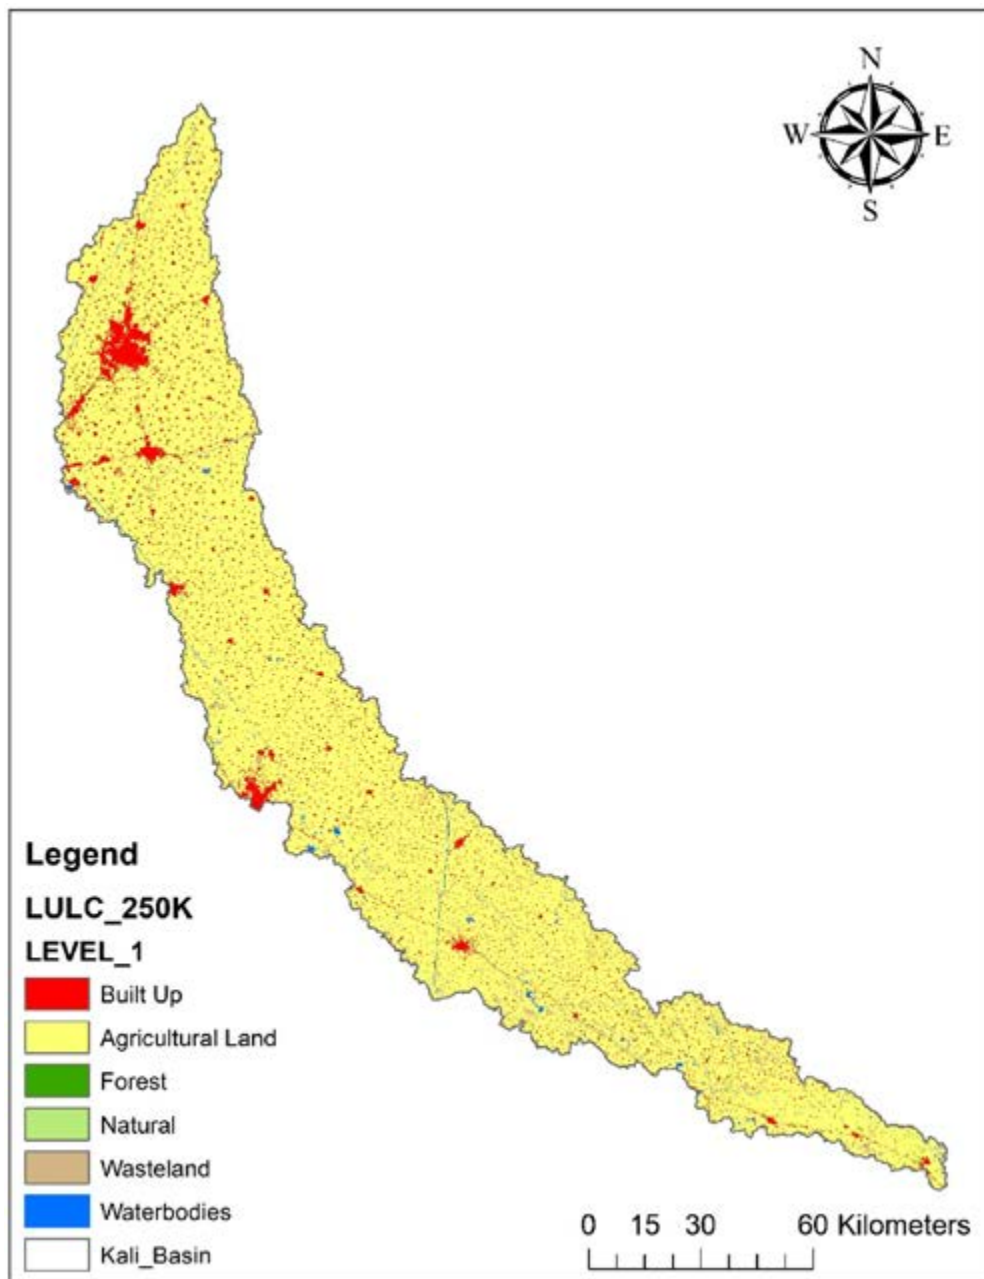 N
W E
S
Legend
LULC_250K
LEVEL_1
Built Up
Agricultural Land
Forest
Natural
Wasteland
Waterbodies
Kali_Basin
0 15 30 60 Kilometers